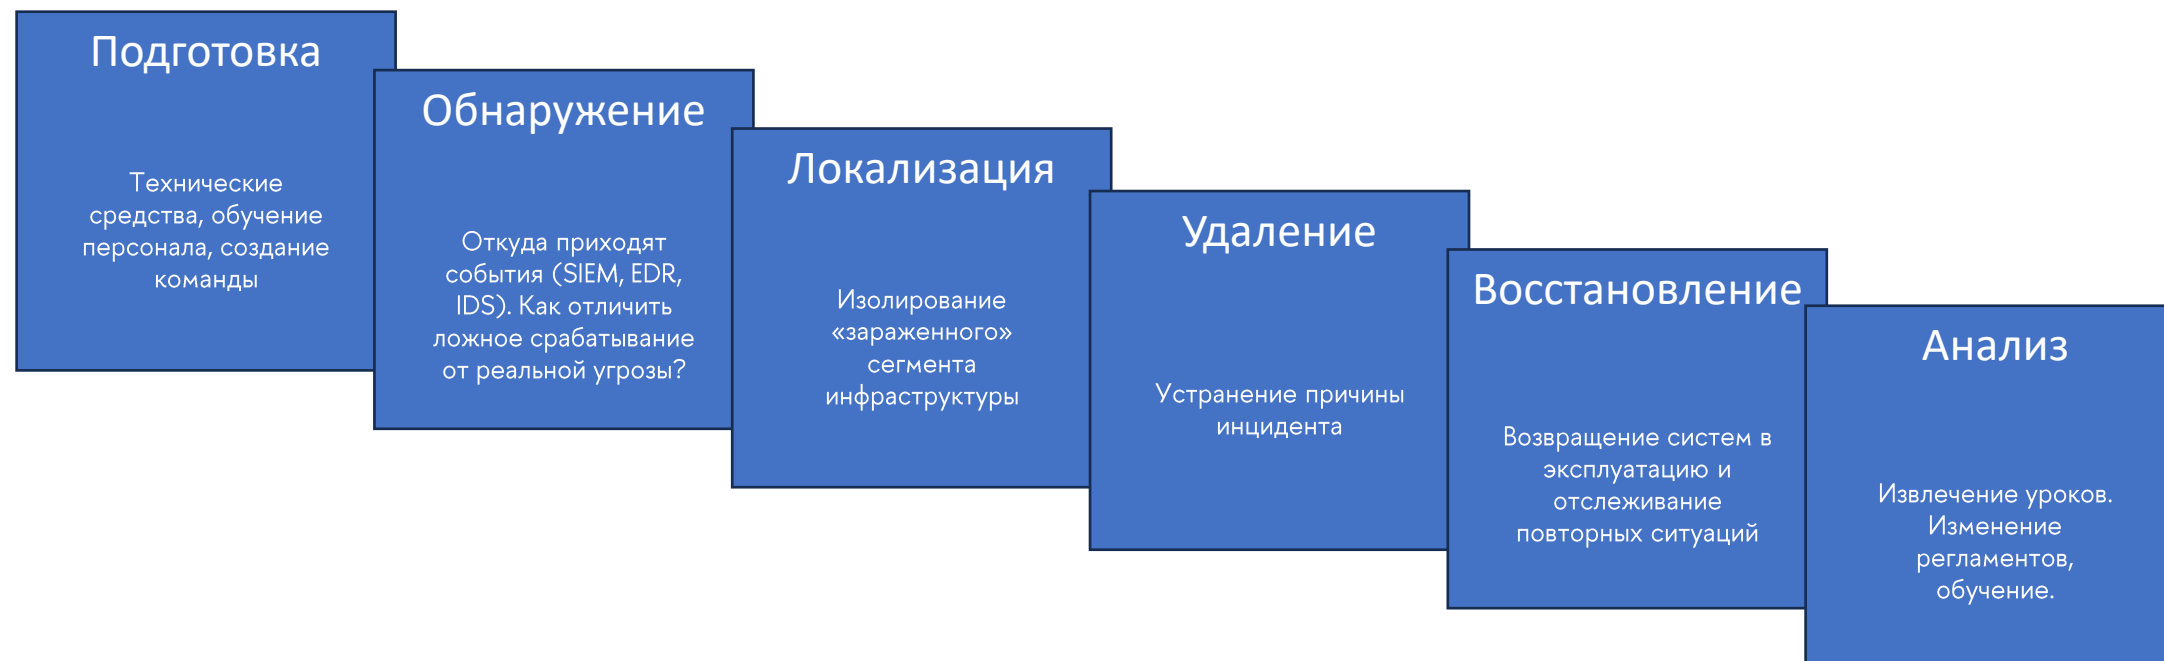 Подготовка
Технические
средства, обучение
персонала, создание
команды
Обнаружение
Откуда приходят
события (SIEM, EDR,
IDS). Как отличить
ложное срабатывание
от реальной угрозы?
Локализация
Изолирование
«зараженного»
сегмента
инфраструктуры
Удаление
Устранение причины
инцидента
Восстановление
Возвращение систем в
эксплуатацию и
отслеживание
повторных ситуаций
Анализ
Извлечение уроков.
Изменение
регламентов,
обучение.